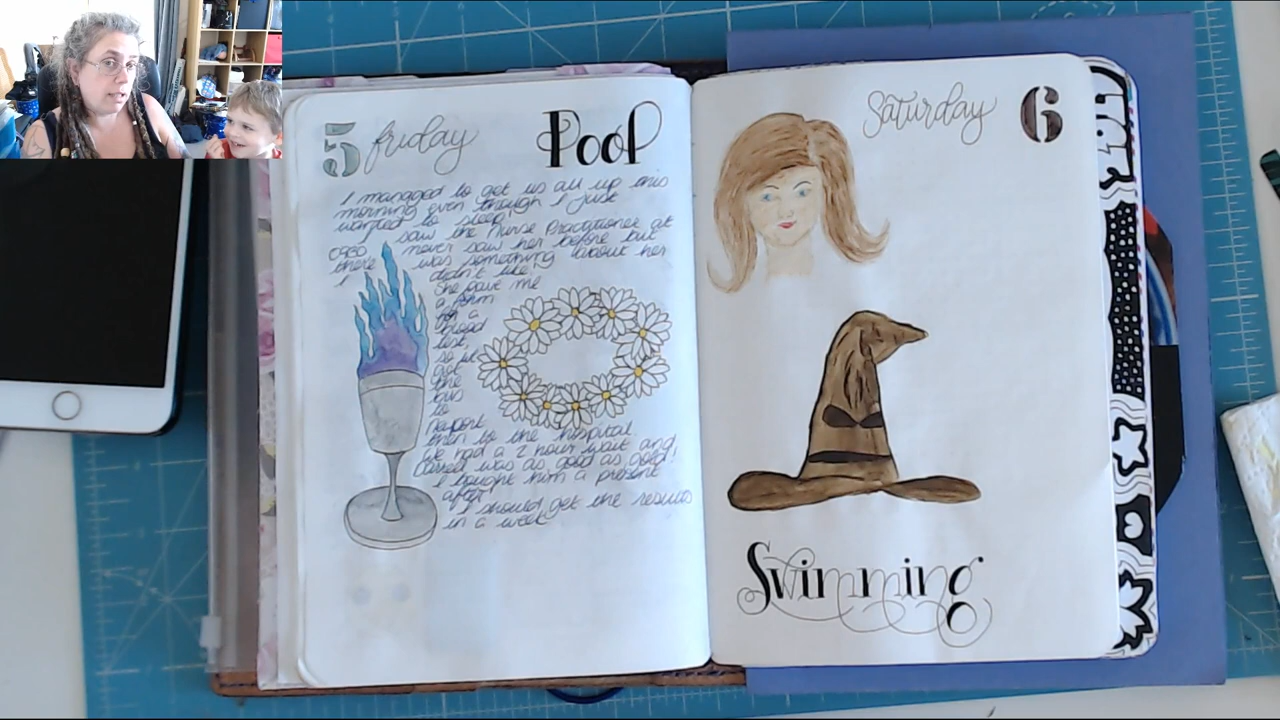 5 friday
Pool
I managed to get us all up this
morning even though I just
wanted to sleep,
I saw the Nurse Practitioner at
0930 never saw her before but
there was something about her
I didn't like,
She gave me
a form
for a
blood
test
so we
got
the
bus
to
Newport
then to the hospital
we had a 2 hour wait and
was as good as gold,
I bought him a present
after,
I should get the results
in a week
Saturday 6
Swimming